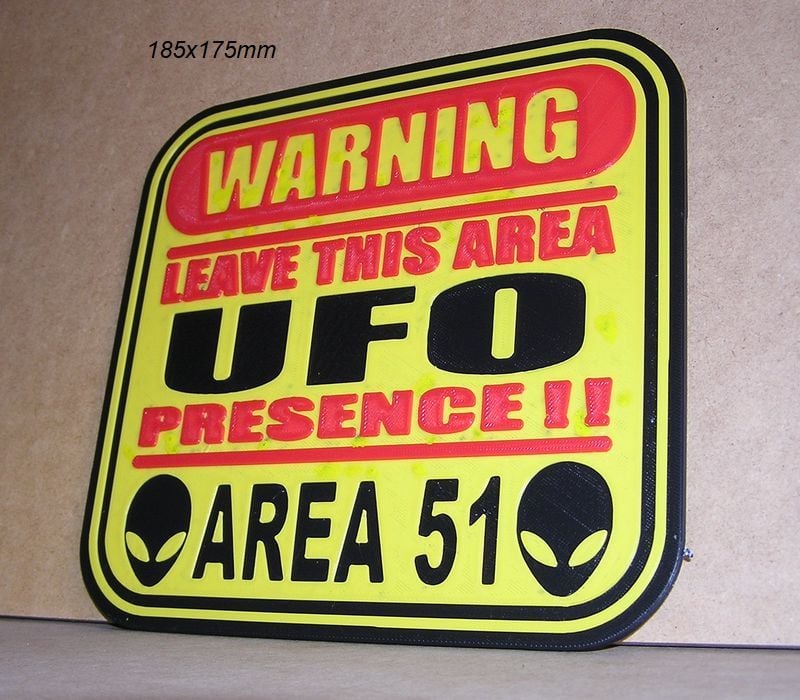 185x175mm
WARNING
LEAVE THIS AREA
UFO
PRESENCE !!
AREA 51